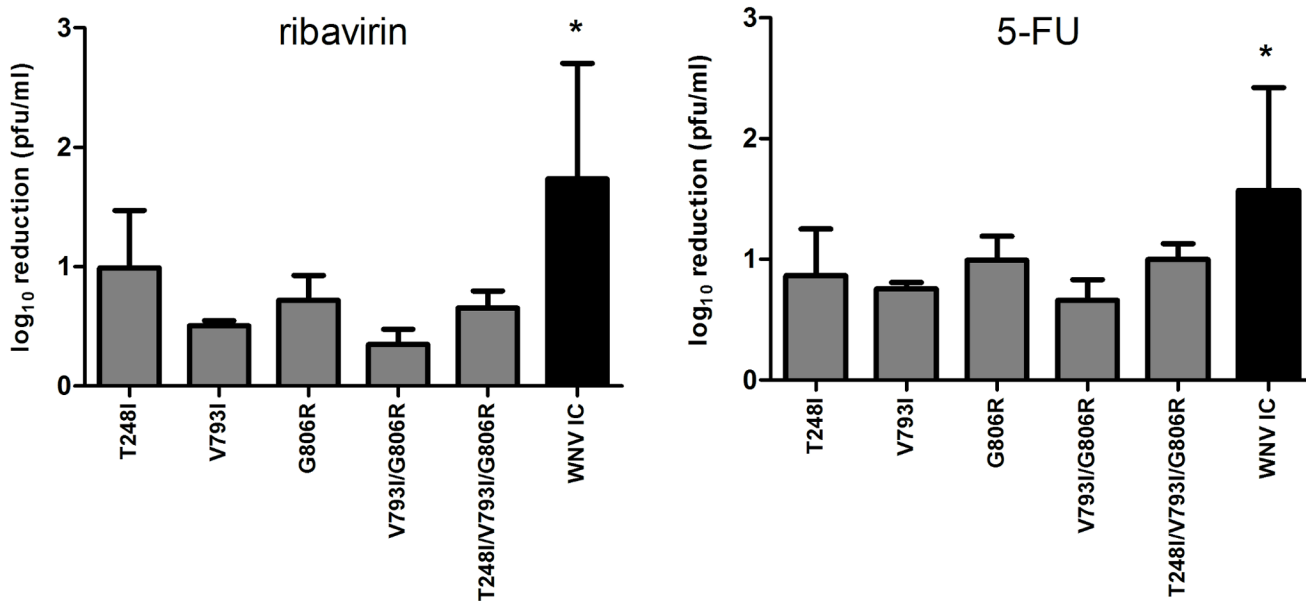 ribavirin
*
log10 reduction (pfu/ml)
3
2
1
0
T248I
V793I
G806R
V793I/G806R
T248I/V793I/G806R
WNV IC
5-FU
*
log10 reduction (pfu/ml)
3
2
1
0
T248I
V793I
G806R
V793I/G806R
T248I/V793I/G806R
WNV IC